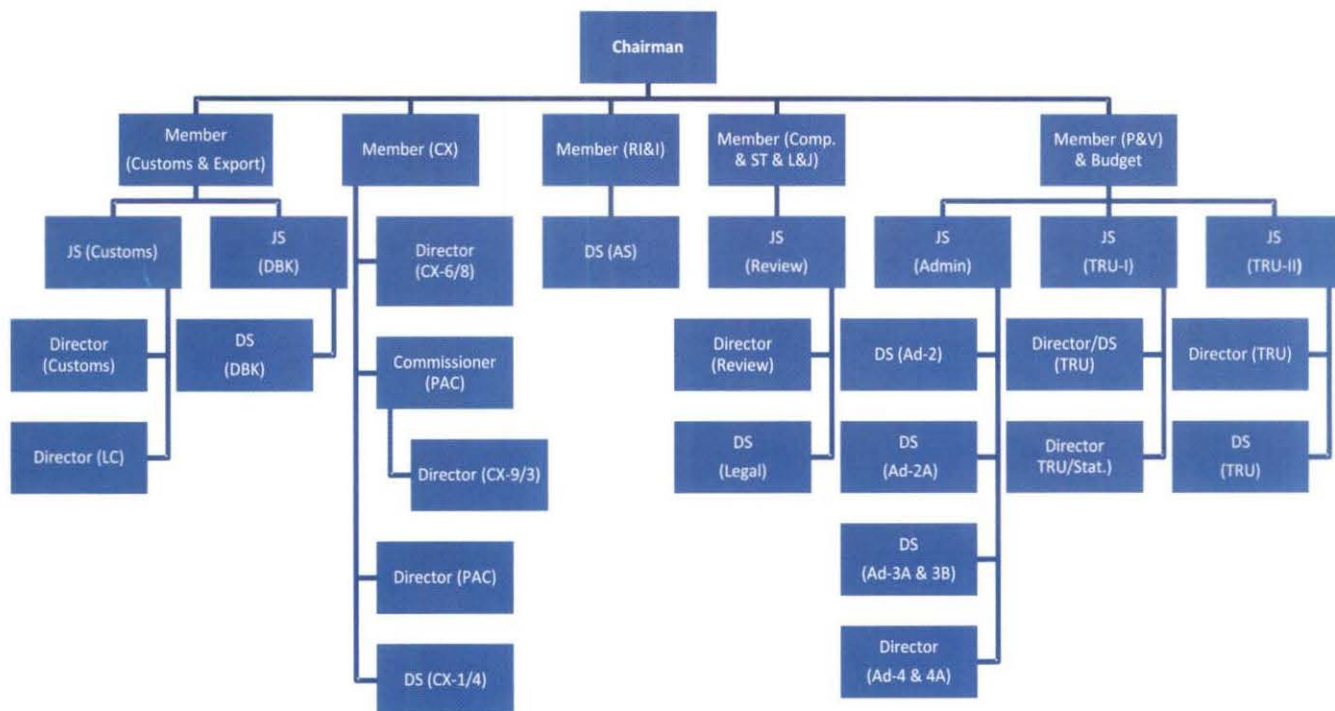 Chairman
Member
(Customs & Export)
Member (CX)
Member (RI&I)
Member (Comp.
& ST & L&J)
Member (P&V)
& Budget
JS (Customs)
JS
(DBK)
Director
(CX-6/8)
DS (AS)
JS
(Review)
JS
(Admin)
JS
(TRU-I)
JS
(TRU-II)
Director
(Customs)
DS
(DBK)
Commissioner
(PAC)
Director
(Review)
DS (Ad-2)
Director/DS
(TRU)
Director (TRU)
Director (LC)
Director (CX-9/3)
DS
(Legal)
DS
(Ad-2A)
Director
TRU/Stat.)
DS
(TRU)
Director (PAC)
DS
(Ad-3A & 3B)
DS (CX-1/4)
Director
(Ad-4 & 4A)